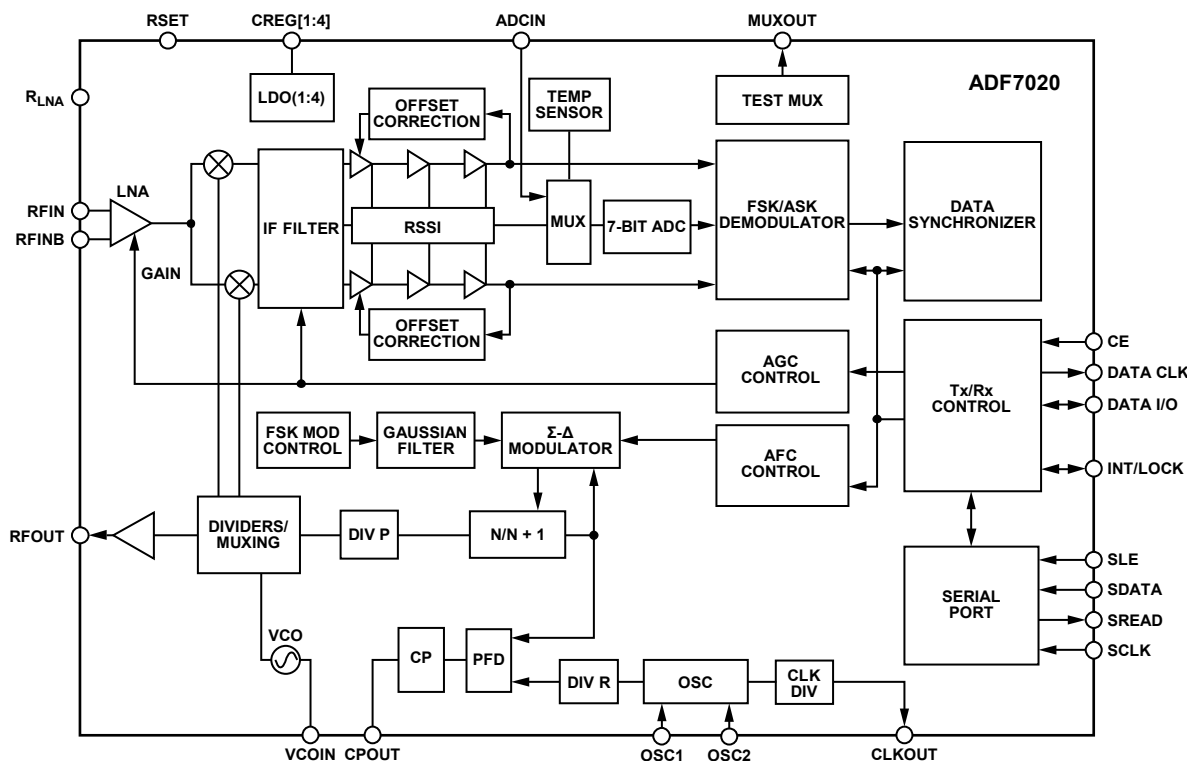 RSET
CREG[1:4]
ADCIN
MUXOUT
ADF7020
RLNA
LDO(1:4)
OFFSET
CORRECTION
TEMP
SENSOR
TEST MUX
LNA
RFIN
RFINB
GAIN
IF FILTER
RSSI
MUX
7-BIT ADC
FSK/ASK
DEMODULATOR
DATA
SYNCHRONIZER
OFFSET
CORRECTION
AGC
CONTROL
Tx/Rx
CONTROL
CE
DATA CLK
DATA I/O
INT/LOCK
FSK MOD
CONTROL
GAUSSIAN
FILTER
Σ-Δ
MODULATOR
AFC
CONTROL
RFOUT
DIVIDERS/
MUXING
DIV P
N/N + 1
SERIAL
PORT
SLE
SDATA
SREAD
SCLK
VCO
CP
PFD
DIV R
OSC
CLK
DIV
VCOIN
CPOUT
OSC1
OSC2
CLKOUT